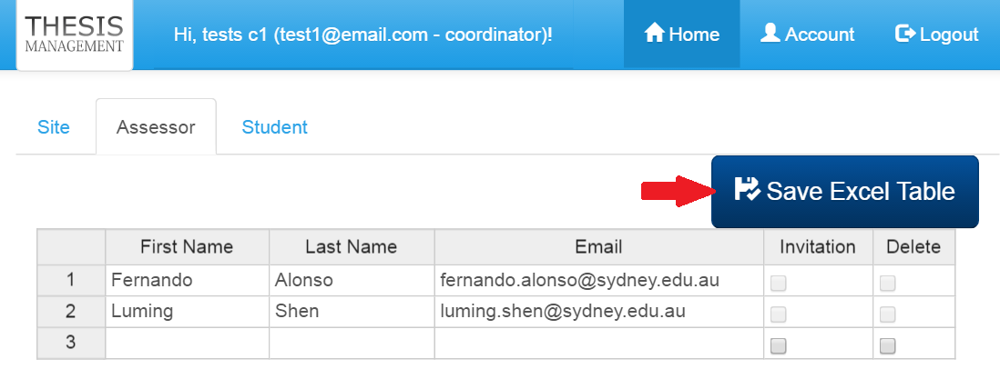 THESIS
MANAGEMENT
Hi, tests c1 (test1@email.com - coordinator)!
Home
Account
Logout
Site
Assessor
Student
Save Excel Table
First Name Last Name Email Invitation Delete
1 Fernando Alonso fernando.alonso@sydney.edu.au
2 Luming Shen luming.shen@sydney.edu.au
3